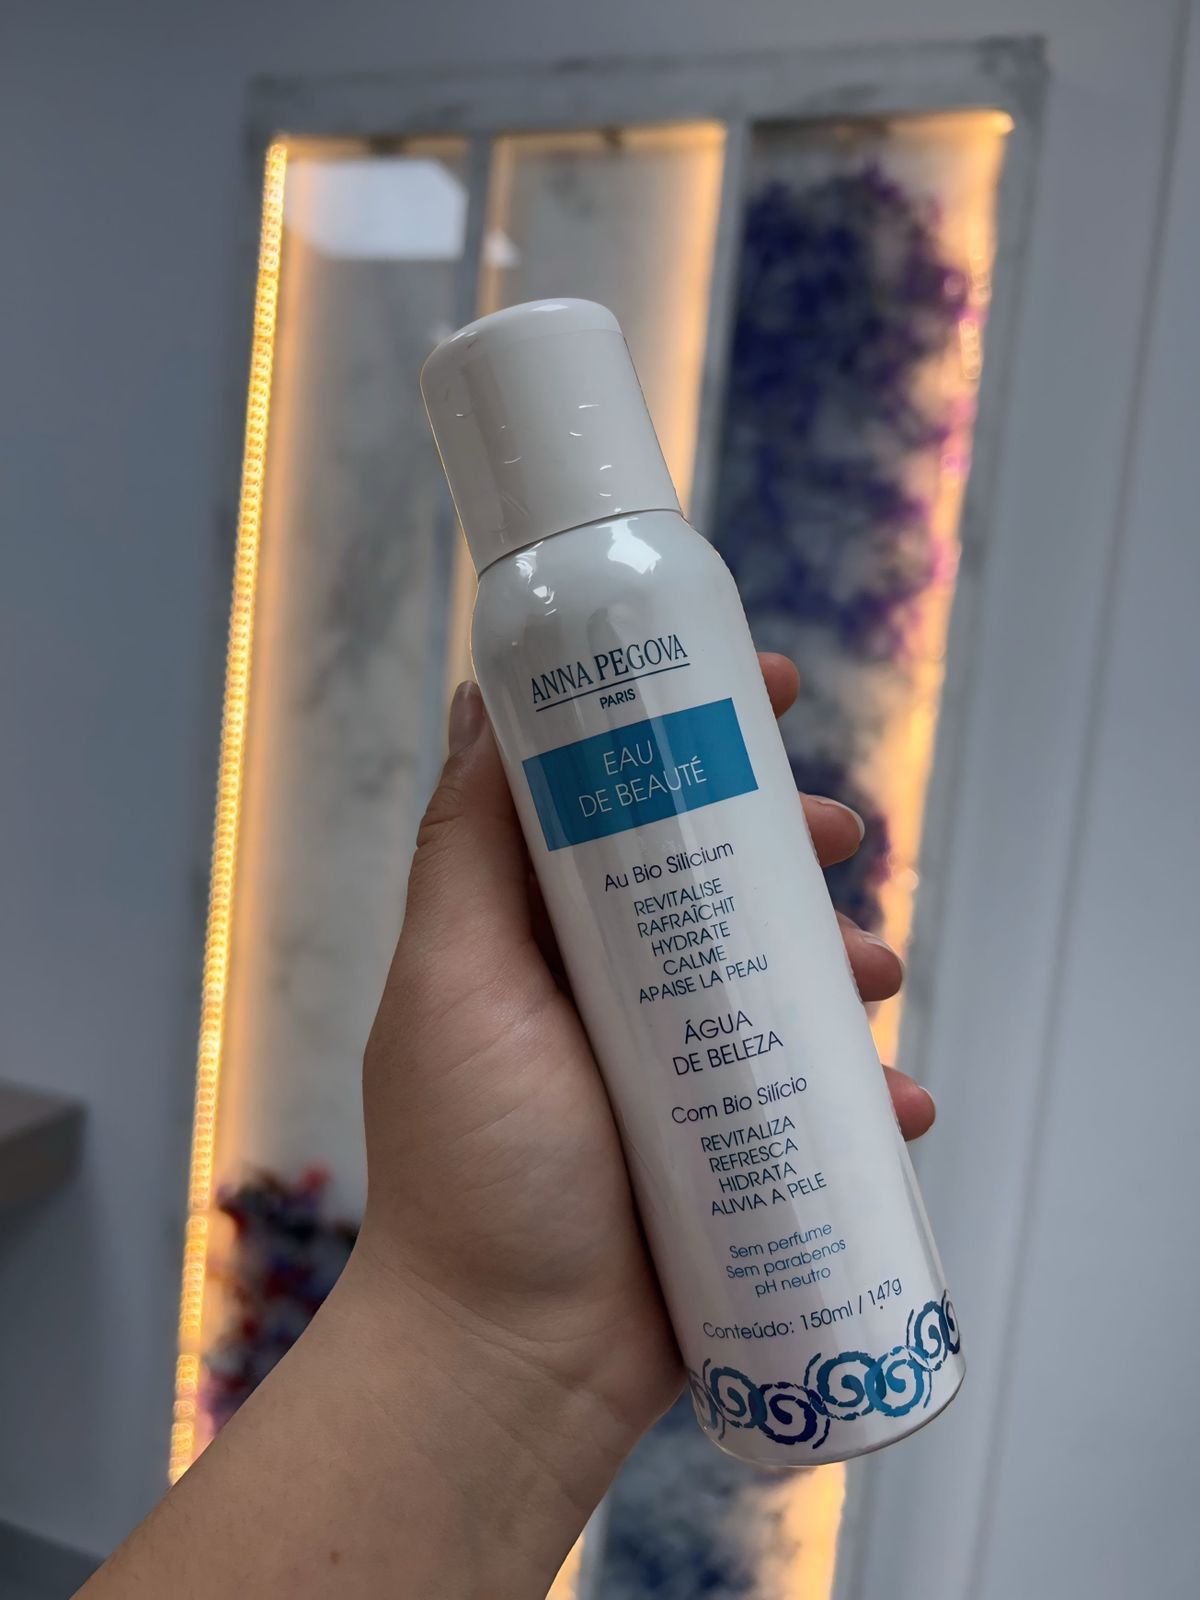 ANNA PEGOVA
PARIS
EAU
DE BEAUTÉ
Au Bio Silicium
REVITALISE
RAFRAÎCHIT
HYDRATE
CALME
APAISE LA PEAU
ÁGUA
DE BELEZA
Com Bio Silício
REVITALIZA
REFRESCA
HIDRATA
ALIVIA A PELE
Sem perfume
Sem parabenos
pH neutro
Conteúdo: 150ml / 147g